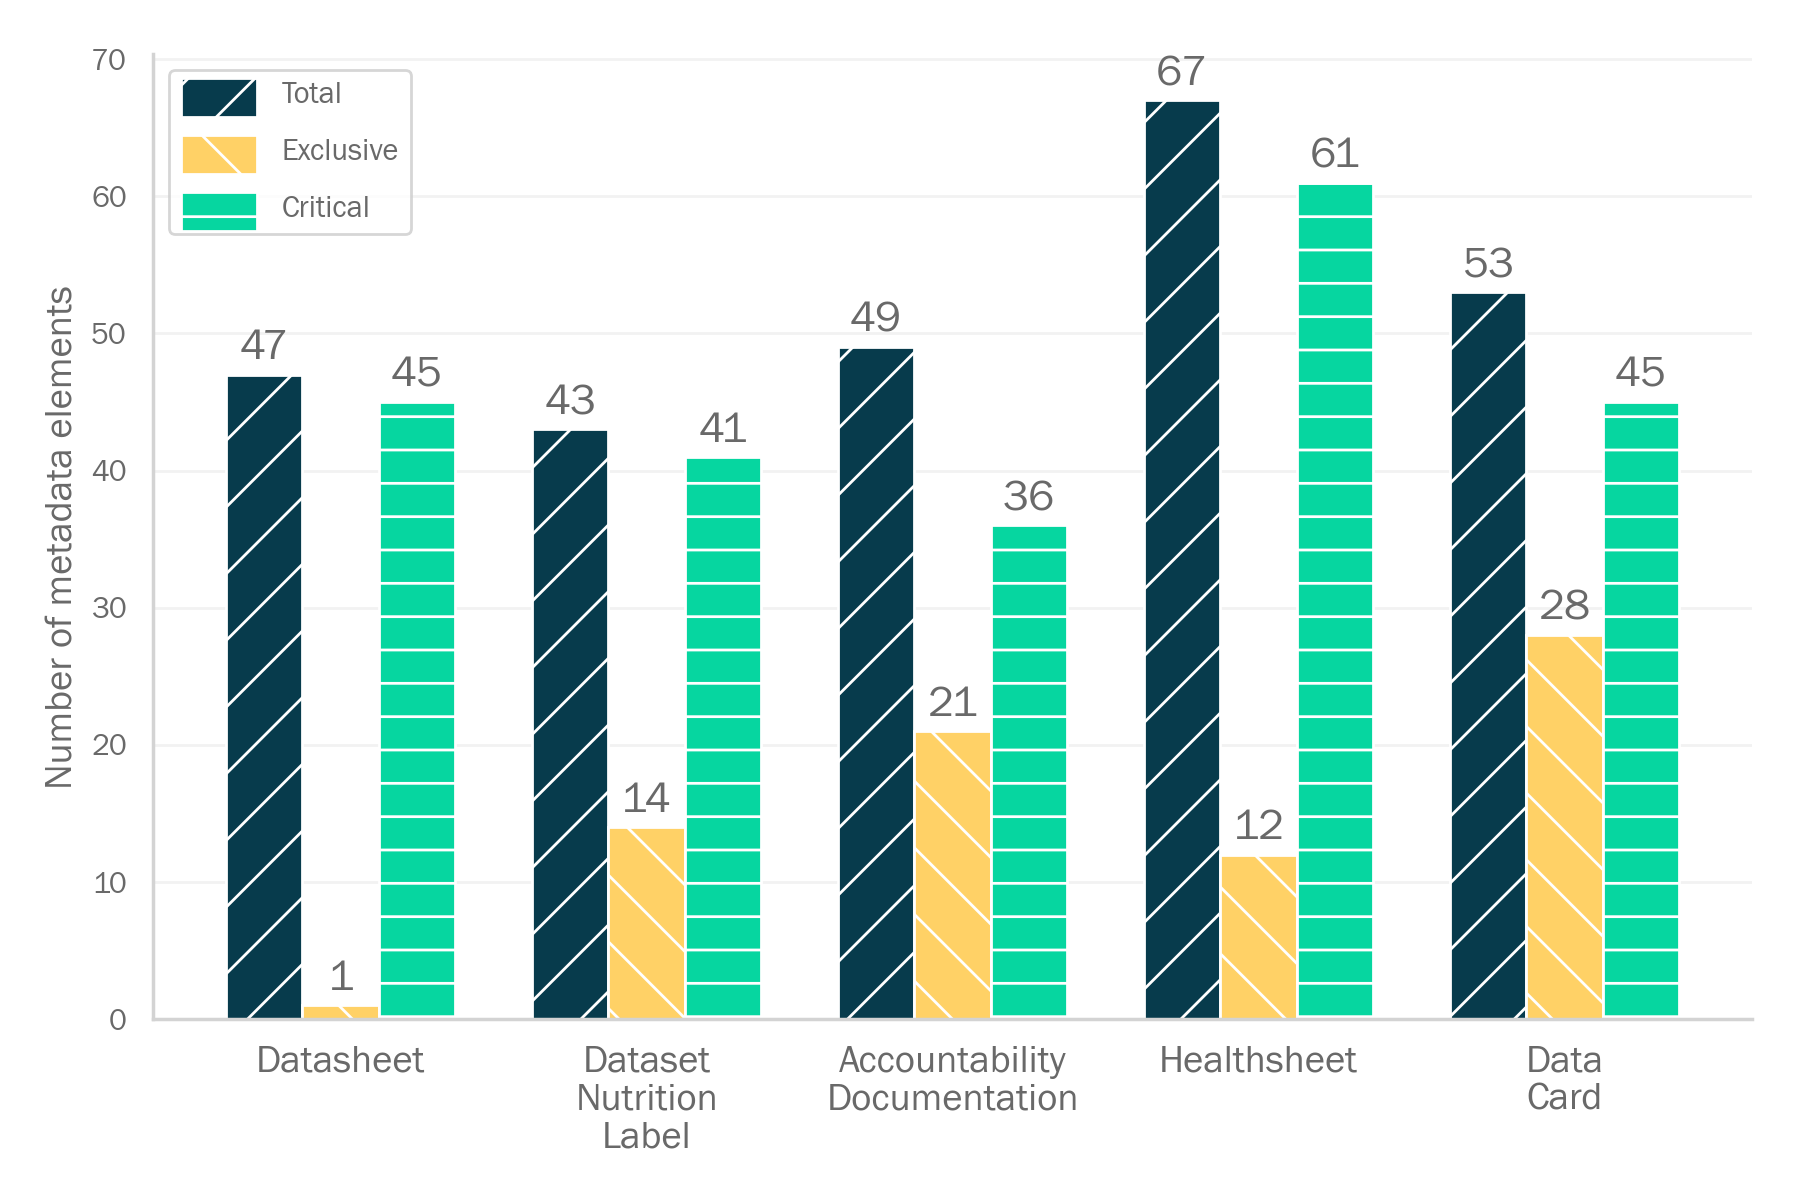 70
60
50
40
30
20
10
0
Number of metadata elements
Total
Exclusive
Critical
47
1
45
43
14
41
49
21
36
67
12
61
53
28
45
Datasheet
Dataset
Nutrition
Label
Accountability
Documentation
Healthsheet
Data
Card